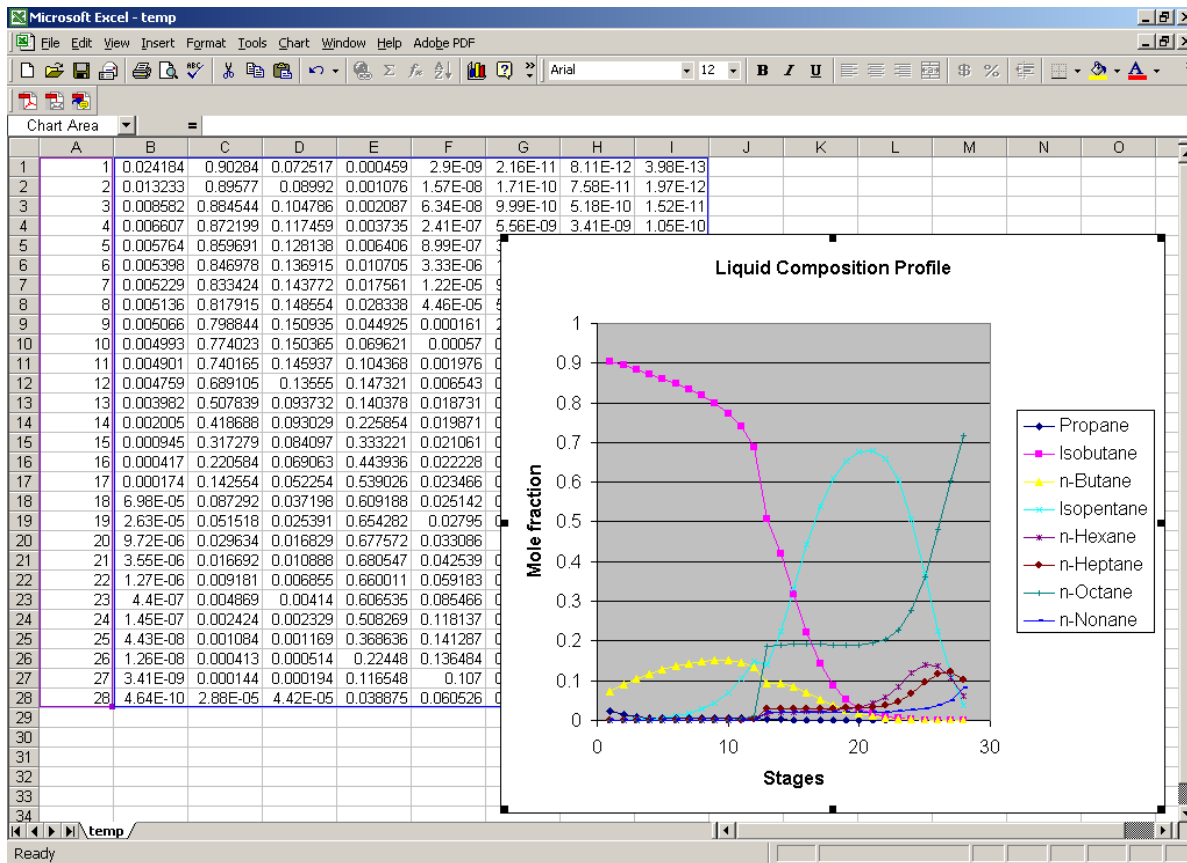 Microsoft Excel - temp
File Edit View Insert Format Tools Chart Window Help Adobe PDF
Arial 12 B I U $ %
Chart Area =
A B C D E F G H I J K L M N O
1 1 0.024184 0.90284 0.072517 0.000459 2.9E-09 2.16E-11 8.11E-12 3.98E-13
2 2 0.013233 0.89577 0.08992 0.001076 1.57E-08 1.71E-10 7.58E-11 1.97E-12
3 3 0.008582 0.884544 0.104786 0.002087 6.34E-08 9.99E-10 5.18E-10 1.52E-11
4 4 0.006607 0.872199 0.117459 0.003735 2.41E-07 5.56E-09 3.41E-09 1.05E-10
5 5 0.005764 0.859691 0.128138 0.006406 8.99E-07
6 6 0.005398 0.846978 0.136915 0.010705 3.33E-06
7 7 0.005229 0.833424 0.143772 0.017561 1.22E-05
8 8 0.005136 0.817915 0.148554 0.028338 4.46E-05
9 9 0.005066 0.798844 0.150935 0.044925 0.000161
10 10 0.004993 0.774023 0.150365 0.069621 0.00057
11 11 0.004901 0.740165 0.145937 0.104368 0.001976
12 12 0.004759 0.689105 0.13555 0.147321 0.006543
13 13 0.003982 0.507839 0.093732 0.140378 0.018731
14 14 0.002005 0.418688 0.093029 0.225854 0.019871
15 15 0.000945 0.317279 0.084097 0.333221 0.021061
16 16 0.000417 0.220584 0.069063 0.443936 0.022228
17 17 0.000174 0.142554 0.052254 0.539026 0.023466
18 18 6.98E-05 0.087292 0.037198 0.609188 0.025142
19 19 2.63E-05 0.051518 0.025391 0.654282 0.02795
20 20 9.72E-06 0.029634 0.016829 0.677572 0.033086
21 21 3.55E-06 0.016692 0.010888 0.680547 0.042539
22 22 1.27E-06 0.009181 0.006855 0.660011 0.059183
23 23 4.4E-07 0.004869 0.00414 0.606535 0.085466
24 24 1.45E-07 0.002424 0.002329 0.508269 0.118137
25 25 4.43E-08 0.001084 0.001169 0.368636 0.141287
26 26 1.26E-08 0.000413 0.000514 0.22448 0.136484
27 27 3.41E-09 0.000144 0.000194 0.116548 0.107
28 28 4.64E-10 2.88E-05 4.42E-05 0.038875 0.060526
29
30
31
32
33
34
Liquid Composition Profile
Mole fraction
1
0.9
0.8
0.7
0.6
0.5
0.4
0.3
0.2
0.1
0
0 10 20 30
Stages
Propane
Isobutane
n-Butane
Isopentane
n-Hexane
n-Heptane
n-Octane
n-Nonane
temp
Ready